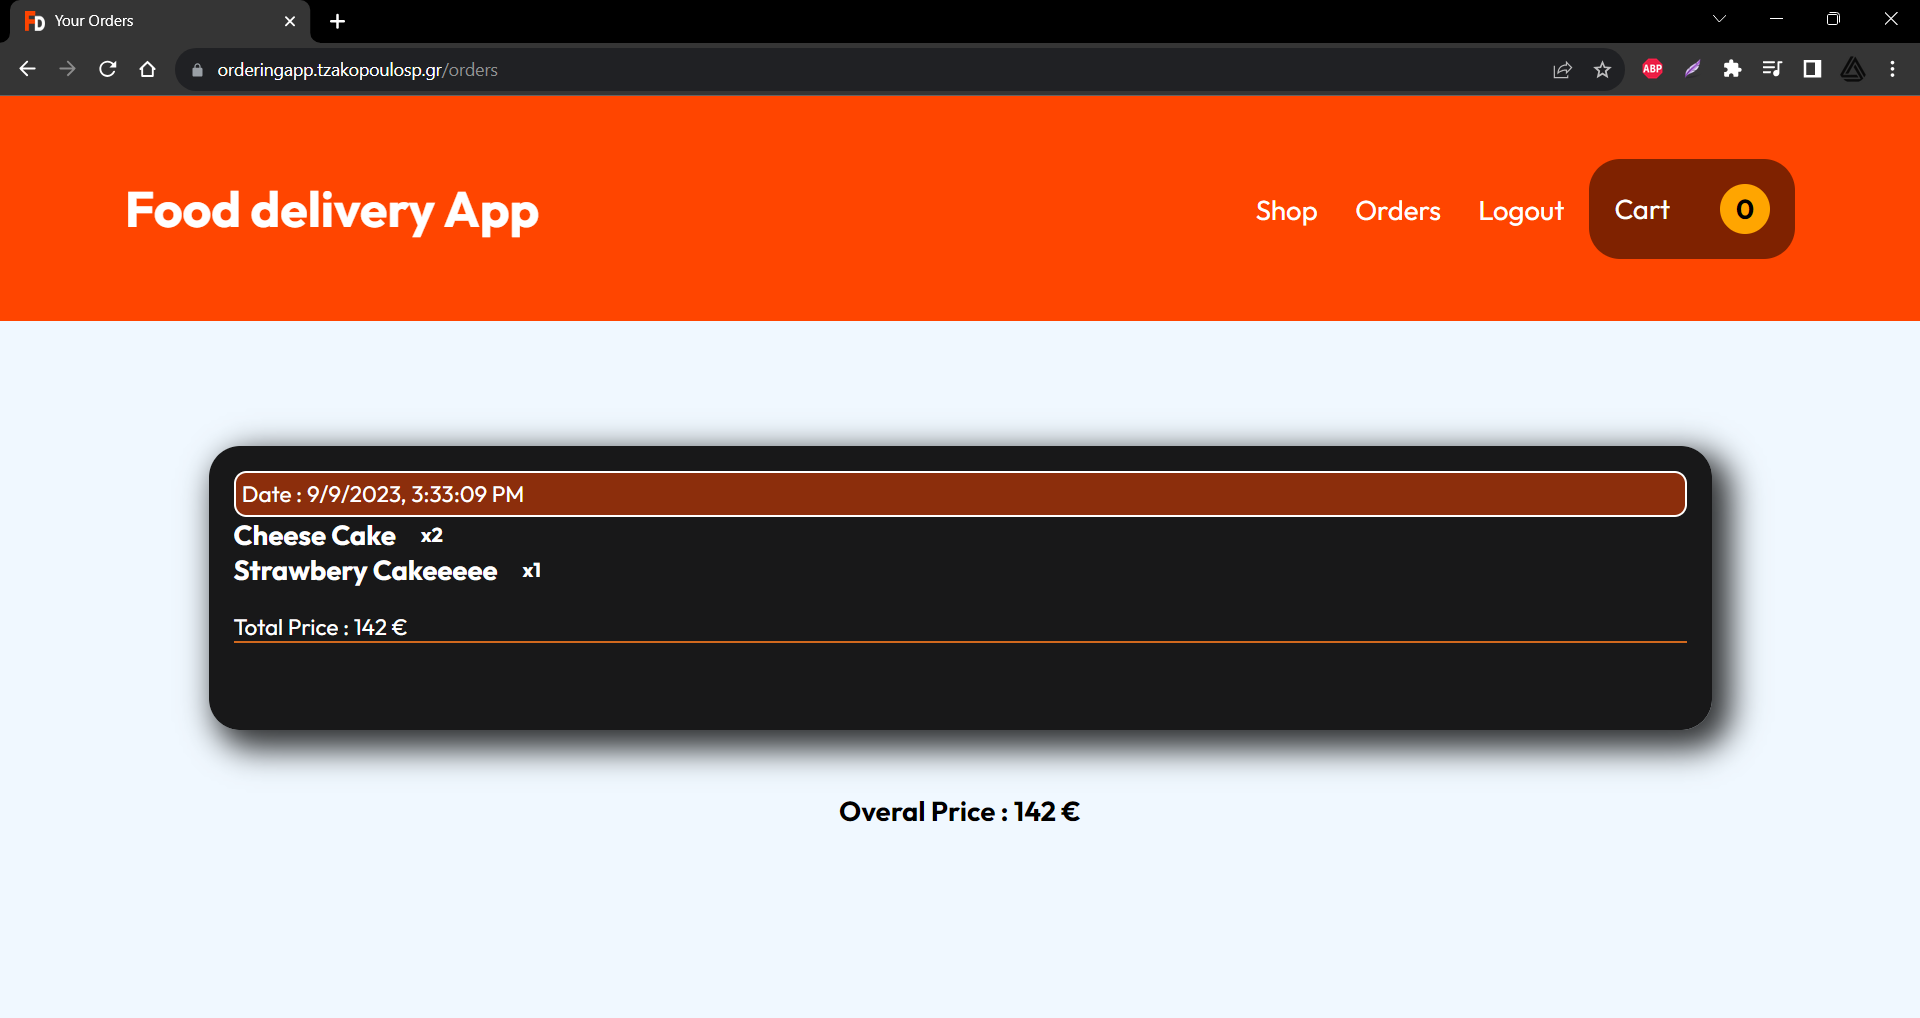 FD Your Orders
orderingapp.tzakopoulosp.gr/orders
ABP
Food delivery App
Shop Orders Logout Cart 0
Date : 9/9/2023, 3:33:09 PM
Cheese Cake x2
Strawbery Cakeeeee x1
Total Price : 142 €
Overal Price : 142 €